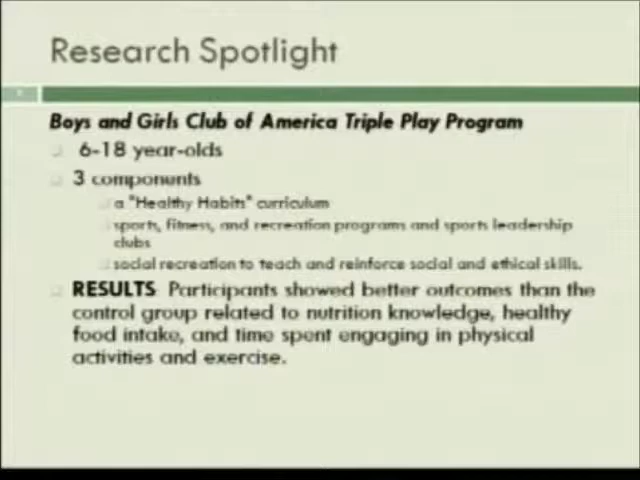 Research Spotlight
Boys and Girls Club of America Triple Play Program
6-18 year-olds
3 components
a "Healthy Habits" curriculum
sports, fitness, and recreation programs and sports leadership
clubs
social recreation to teach and reinforce social and ethical skills.
RESULTS Participants showed better outcomes than the
control group related to nutrition knowledge, healthy
food intake, and time spent engaging in physical
activities and exercise.